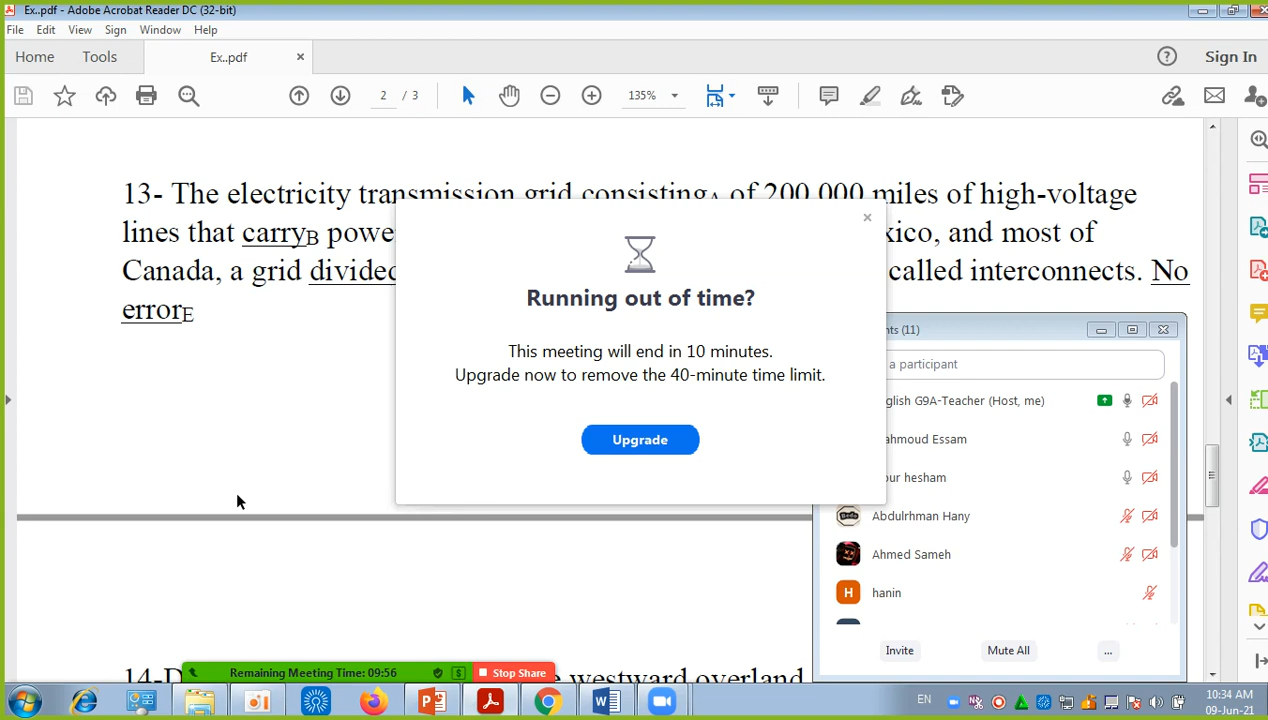 Ex..pdf - Adobe Acrobat Reader DC (32-bit)
File Edit View Sign Window Help
Home Tools Ex..pdf × Sign In
2 / 3 135%
13- The electricity transmission grid consistingA of 200,000 miles of high-voltage
lines that carryB xico, and most of
Canada, a grid divided called interconnects. No
errorE
Running out of time?
This meeting will end in 10 minutes.
Upgrade now to remove the 40-minute time limit.
Upgrade
nts (11)
a participant
glish G9A-Teacher (Host, me)
ahmoud Essam
ur hesham
Abdulrhman Hany
Ahmed Sameh
H hanin
Invite Mute All ...
14- westward overland
Remaining Meeting Time: 09:56 Stop Share
EN 10:34 AM
09-Jun-21